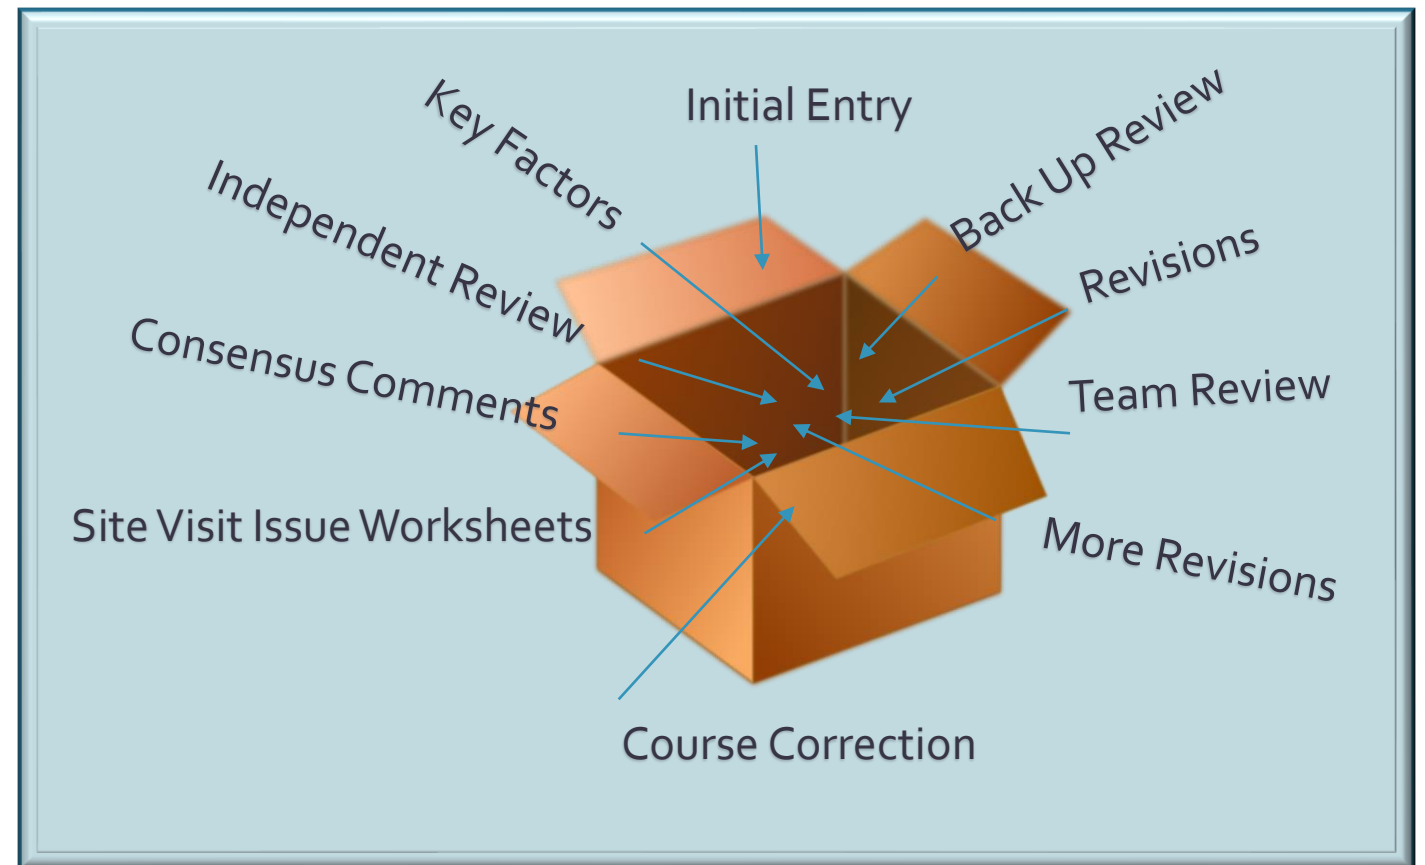 Initial Entry
Key Factors
Back Up Review
Independent Review
Revisions
Consensus Comments
Team Review
Site Visit Issue Worksheets
More Revisions
Course Correction